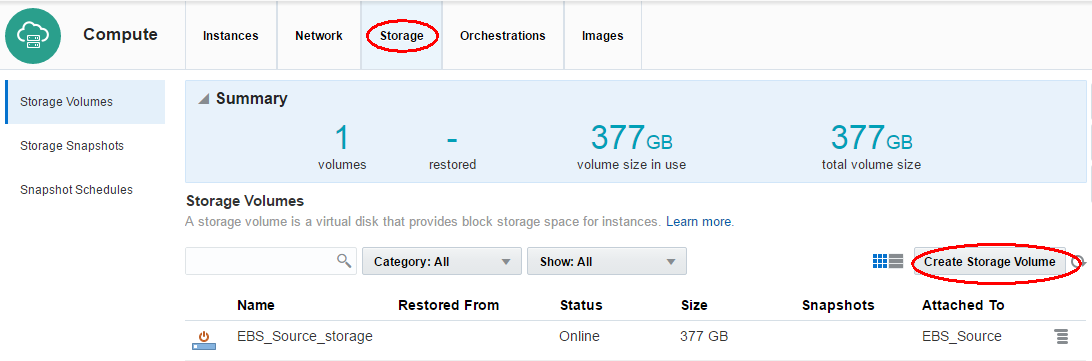 Compute Instances Network Storage Orchestrations Images
Storage Volumes
Storage Snapshots
Snapshot Schedules
Summary
1 - 377GB 377GB
volumes restored volume size in use total volume size
Storage Volumes
A storage volume is a virtual disk that provides block storage space for instances. Learn more.
Category: All Show: All Create Storage Volume
Name Restored From Status Size Snapshots Attached To
EBS_Source_storage Online 377 GB EBS_Source